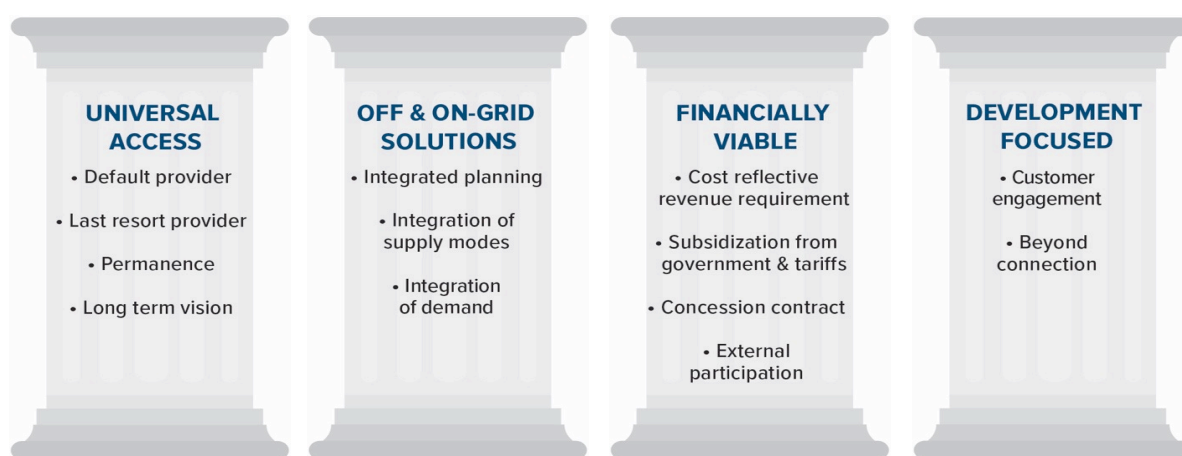 UNIVERSAL
ACCESS
• Default provider
• Last resort provider
• Permanence
• Long term vision
OFF & ON-GRID
SOLUTIONS
• Integrated planning
• Integration of
supply modes
• Integration
of demand
FINANCIALLY
VIABLE
• Cost reflective
revenue requirement
• Subsidization from
government & tariffs
• Concession contract
• External
participation
DEVELOPMENT
FOCUSED
• Customer
engagement
• Beyond
connection